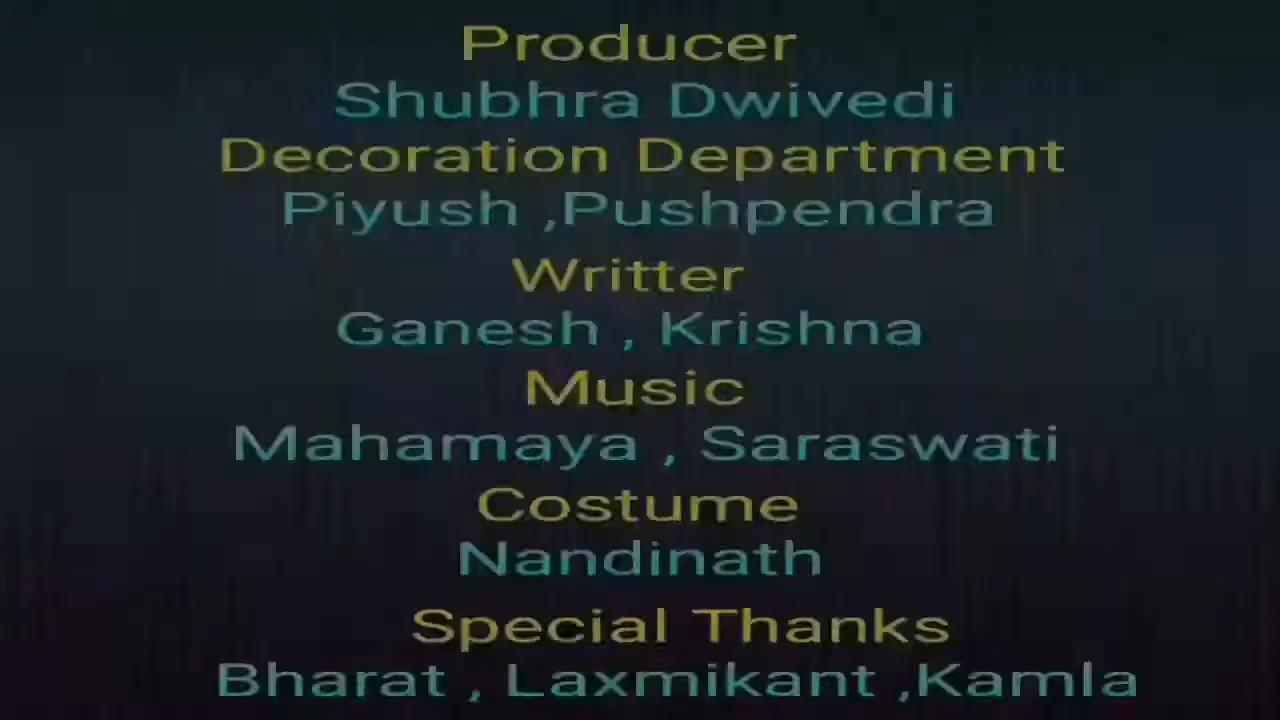 Producer
Shubhra Dwivedi
Decoration Department
Piyush ,Pushpendra
Writter
Ganesh , Krishna
Music
Mahamaya , Saraswati
Costume
Nandinath
Special Thanks
Bharat , Laxmikant ,Kamla